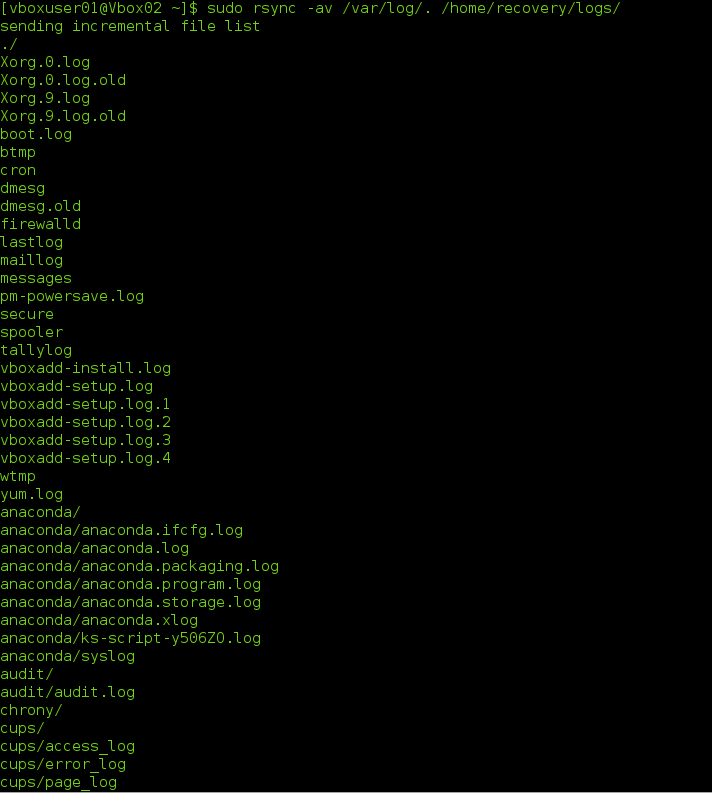 [vboxuser01@Vbox02 ~]$ sudo rsync -av /var/log/. /home/recovery/logs/
sending incremental file list
./
Xorg.0.log
Xorg.0.log.old
Xorg.9.log
Xorg.9.log.old
boot.log
btmp
cron
dmesg
dmesg.old
firewalld
lastlog
maillog
messages
pm-powersave.log
secure
spooler
tallylog
vboxadd-install.log
vboxadd-setup.log
vboxadd-setup.log.1
vboxadd-setup.log.2
vboxadd-setup.log.3
vboxadd-setup.log.4
wtmp
yum.log
anaconda/
anaconda/anaconda.ifcfg.log
anaconda/anaconda.log
anaconda/anaconda.packaging.log
anaconda/anaconda.program.log
anaconda/anaconda.storage.log
anaconda/anaconda.xlog
anaconda/ks-script-y506ZO.log
anaconda/syslog
audit/
audit/audit.log
chrony/
cups/
cups/access_log
cups/error_log
cups/page_log